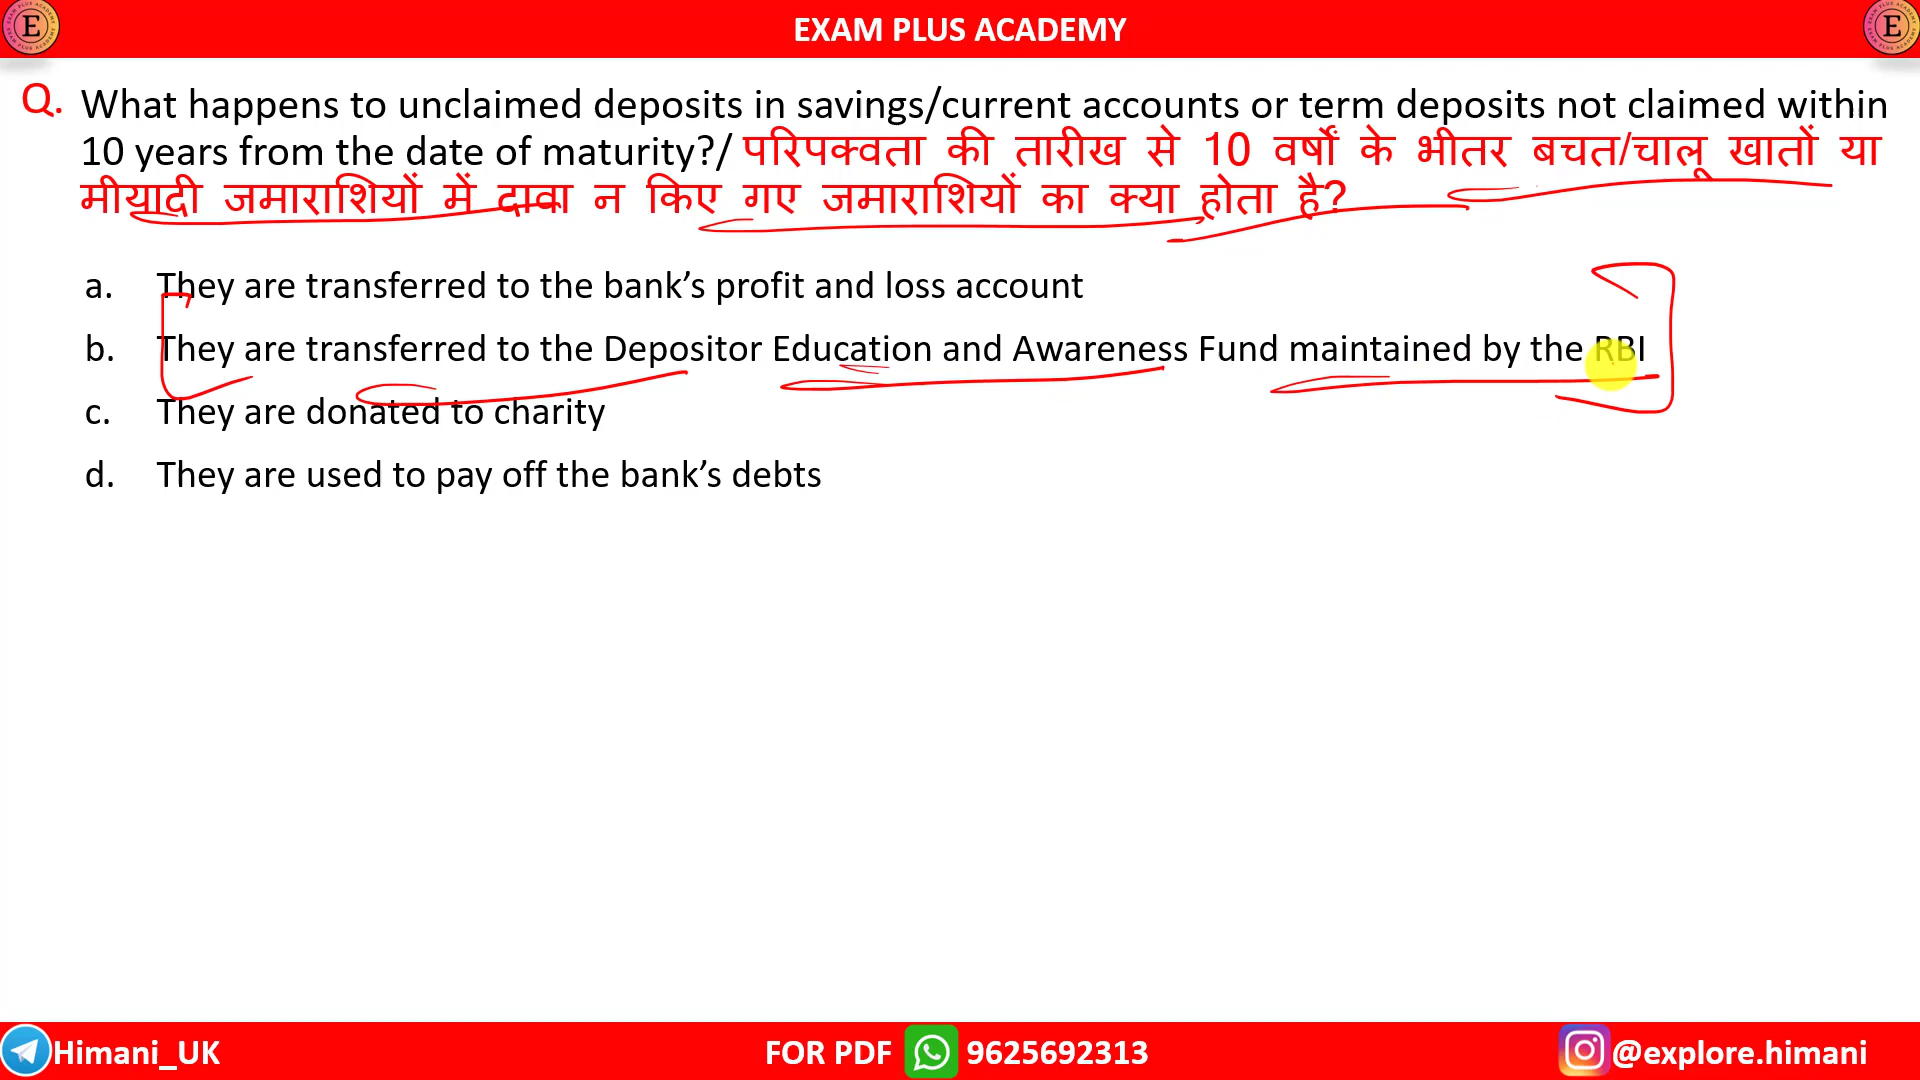 EXAM PLUS ACADEMY
Q. What happens to unclaimed deposits in savings/current accounts or term deposits not claimed within
10 years from the date of maturity?/ परिपक्वता की तारीख से 10 वर्षों के भीतर बचत/चालू खातों या
मीयादी जमाराशियों में दावा न किए गए जमाराशियों का क्या होता है?
a. They are transferred to the bank’s profit and loss account
b. They are transferred to the Depositor Education and Awareness Fund maintained by the RBI
c. They are donated to charity
d. They are used to pay off the bank’s debts
Himani_UK FOR PDF 9625692313 @explore.himani